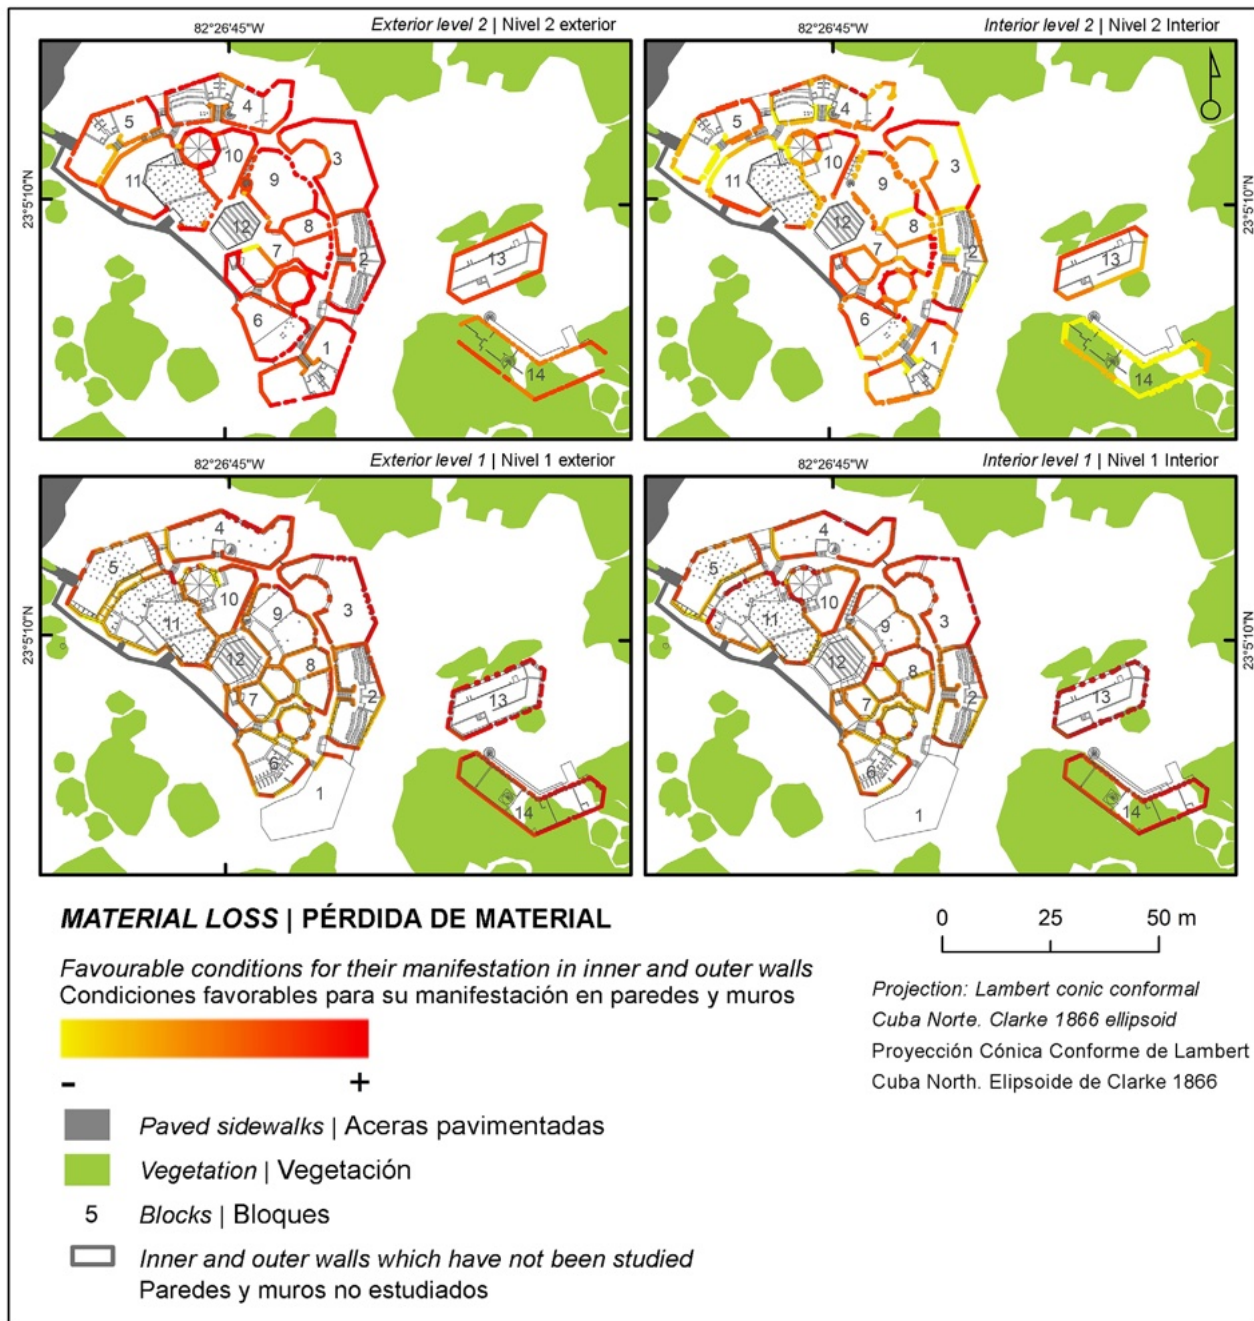 82°26'45"W
Exterior level 2 | Nivel 2 exterior
82°26'45"W
Interior level 2 | Nivel 2 Interior
23°5'10"N
5
4
3
10
9
11
12
8
7
2
6
1
13
14
5
4
3
10
9
11
12
8
7
2
6
1
13
14
23°5'10"N
82°26'45"W
Exterior level 1 | Nivel 1 exterior
82°26'45"W
Interior level 1 | Nivel 1 Interior
23°5'10"N
4
5
10
9
3
11
12
8
7
2
6
1
13
14
4
5
10
9
3
11
12
8
7
2
6
1
13
14
23°5'10"N
MATERIAL LOSS | PÉRDIDA DE MATERIAL
Favourable conditions for their manifestation in inner and outer walls
Condiciones favorables para su manifestación en paredes y muros
- +
Paved sidewalks | Aceras pavimentadas
Vegetation | Vegetación
5 Blocks | Bloques
Inner and outer walls which have not been studied
Paredes y muros no estudiados
0 25 50 m
Projection: Lambert conic conformal
Cuba Norte. Clarke 1866 ellipsoid
Proyección Cónica Conforme de Lambert
Cuba North. Elipsoide de Clarke 1866